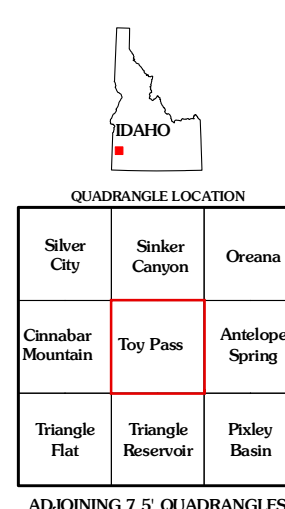 IDAHO
QUADRANGLE LOCATION
Silver City
Sinker Canyon
Oreana
Cinnabar Mountain
Toy Pass
Antelope Spring
Triangle Flat
Triangle Reservoir
Pixley Basin
ADJOINING 7.5' QUADRANGLES